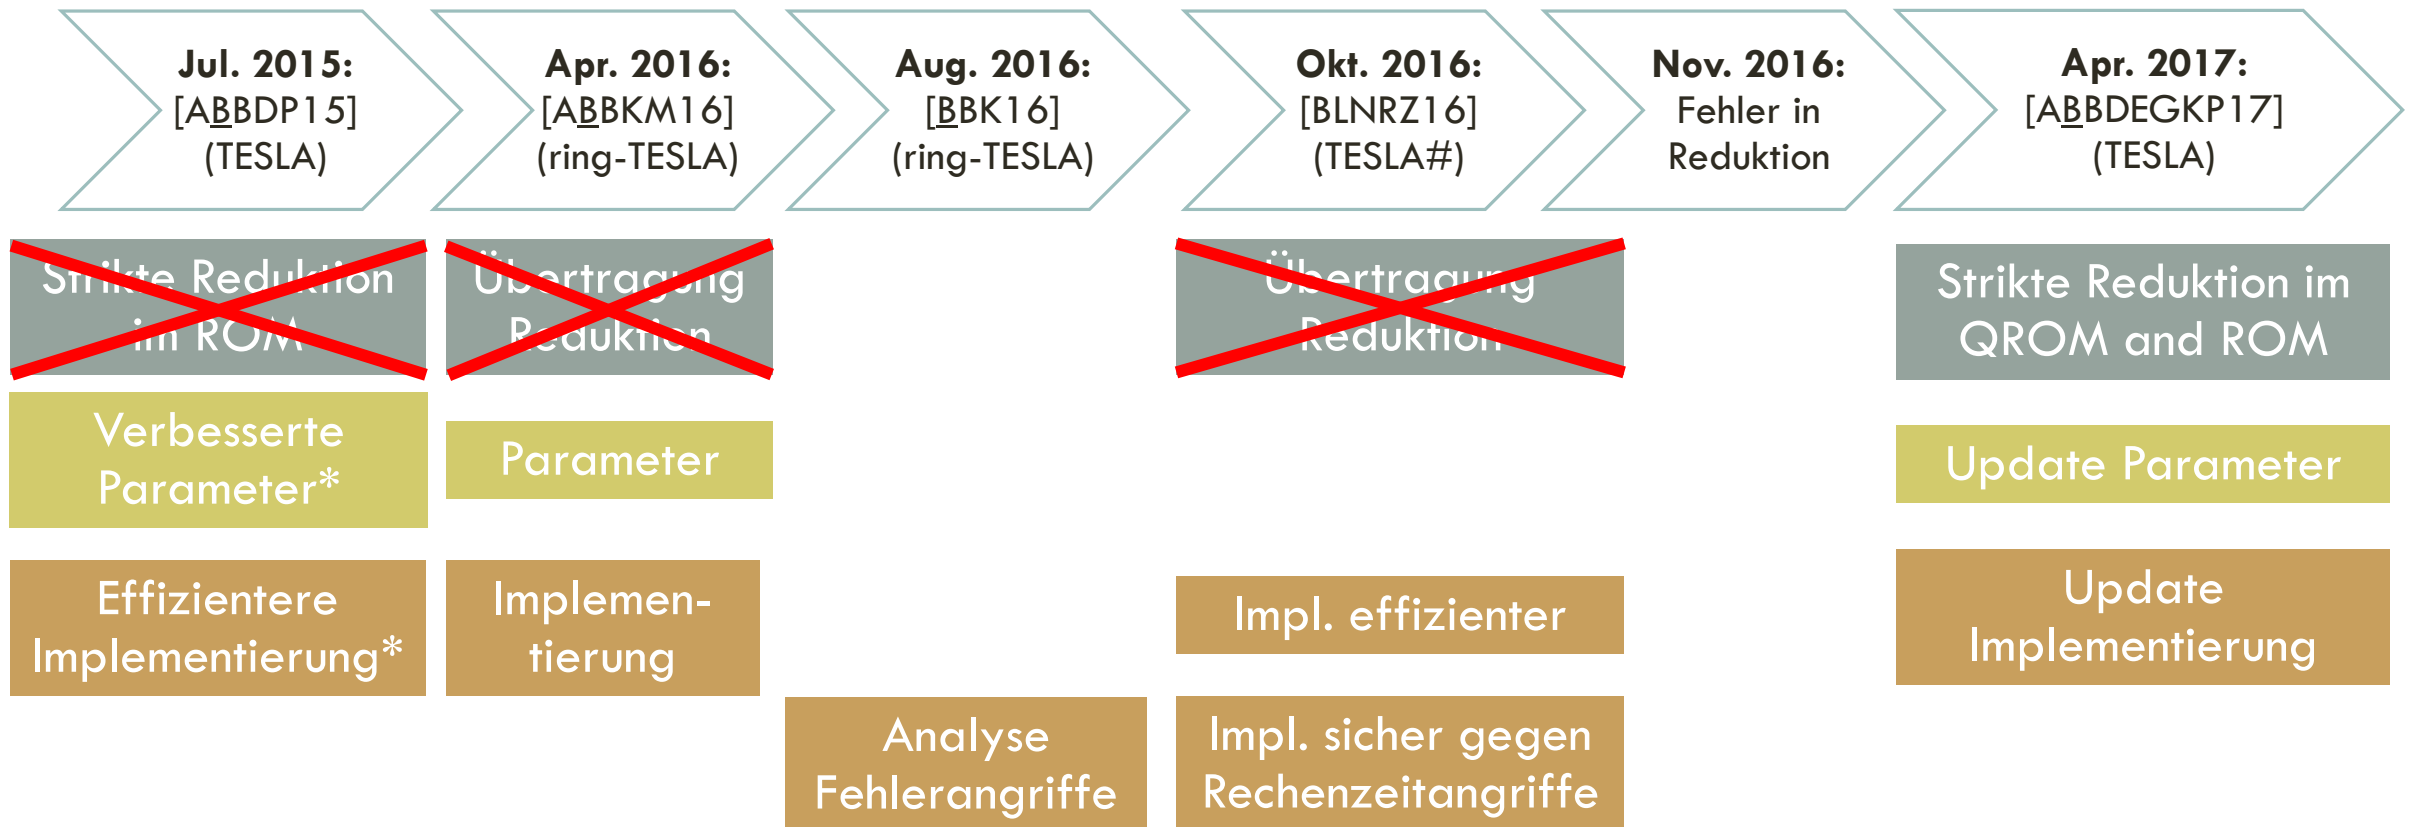 Jul. 2015:
[ABBDP15]
(TESLA)
Apr. 2016:
[ABBKM16]
(ring-TESLA)
Aug. 2016:
[BBK16]
(ring-TESLA)
Okt. 2016:
[BLNRZ16]
(TESLA#)
Nov. 2016:
Fehler in
Reduktion
Apr. 2017:
[ABBDEGKP17]
(TESLA)
Strikte Reduktion
im ROM
Übertragung
Reduktion
Übertragung
Reduktion
Strikte Reduktion im
QROM and ROM
Verbesserte
Parameter*
Parameter
Update Parameter
Effizientere
Implementierung*
Implemen-
tierung
Impl. effizienter
Update
Implementierung
Analyse
Fehlerangriffe
Impl. sicher gegen
Rechenzeitangriffe